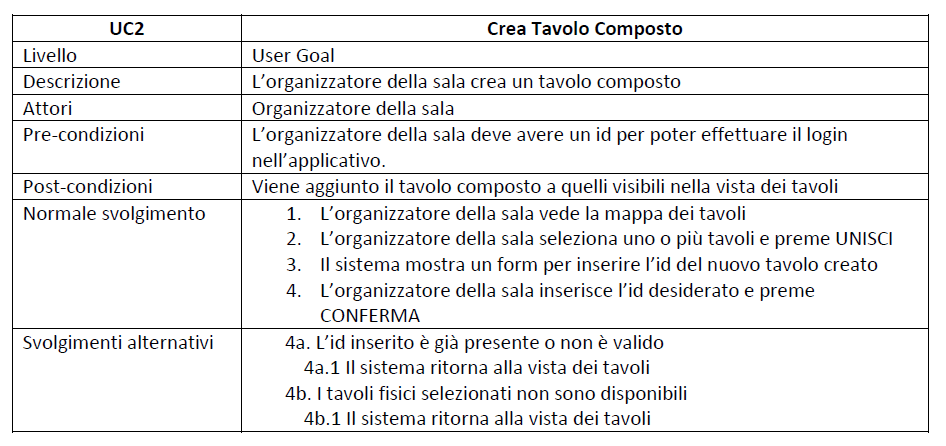 UC2 Crea Tavolo Composto
Livello User Goal
Descrizione L'organizzatore della sala crea un tavolo composto
Attori Organizzatore della sala
Pre-condizioni L'organizzatore della sala deve avere un id per poter effettuare il login
nell'applicativo.
Post-condizioni Viene aggiunto il tavolo composto a quelli visibili nella vista dei tavoli
Normale svolgimento 1. L'organizzatore della sala vede la mappa dei tavoli
2. L'organizzatore della sala seleziona uno o più tavoli e preme UNISCI
3. Il sistema mostra un form per inserire l'id del nuovo tavolo creato
4. L'organizzatore della sala inserisce l'id desiderato e preme
CONFERMA
Svolgimenti alternativi 4a. L'id inserito è già presente o non è valido
4a.1 Il sistema ritorna alla vista dei tavoli
4b. I tavoli fisici selezionati non sono disponibili
4b.1 Il sistema ritorna alla vista dei tavoli